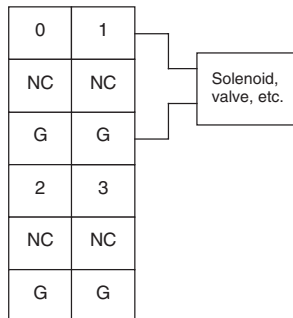 0 1
NC NC
G G
2 3
NC NC
G G
Solenoid,
valve, etc.